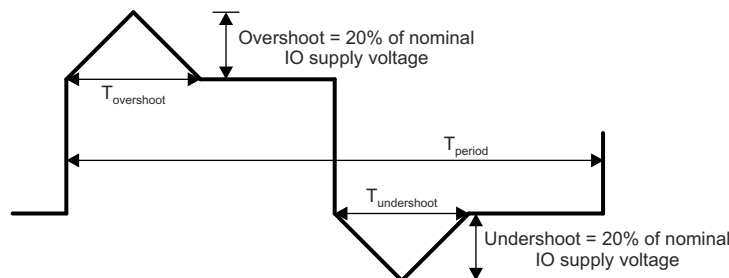 Overshoot = 20% of nominal
IO supply voltage
Tovershoot
Tperiod
Tundershoot
Undershoot = 20% of nominal
IO supply voltage